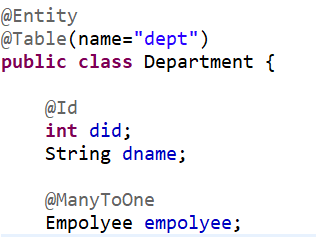 @Entity
@Table(name="dept")
public class Department {
@Id
int did;
String dname;
@ManyToOne
Empolyee empolyee;